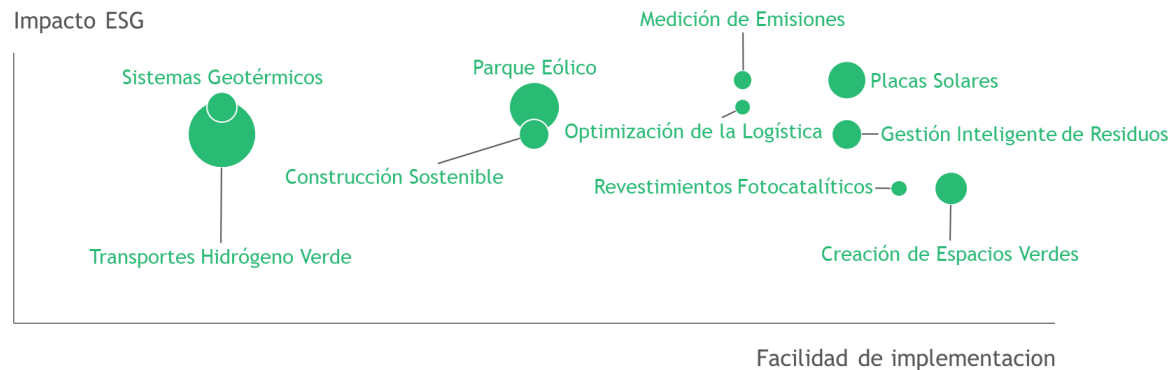 Impacto ESG
Medición de Emisiones
Sistemas Geotérmicos
Parque Eólico
Placas Solares
Optimización de la Logística
Gestión Inteligente de Residuos
Construcción Sostenible
Revestimientos Fotocatalíticos
Transportes Hidrógeno Verde
Creación de Espacios Verdes
Facilidad de implementacion